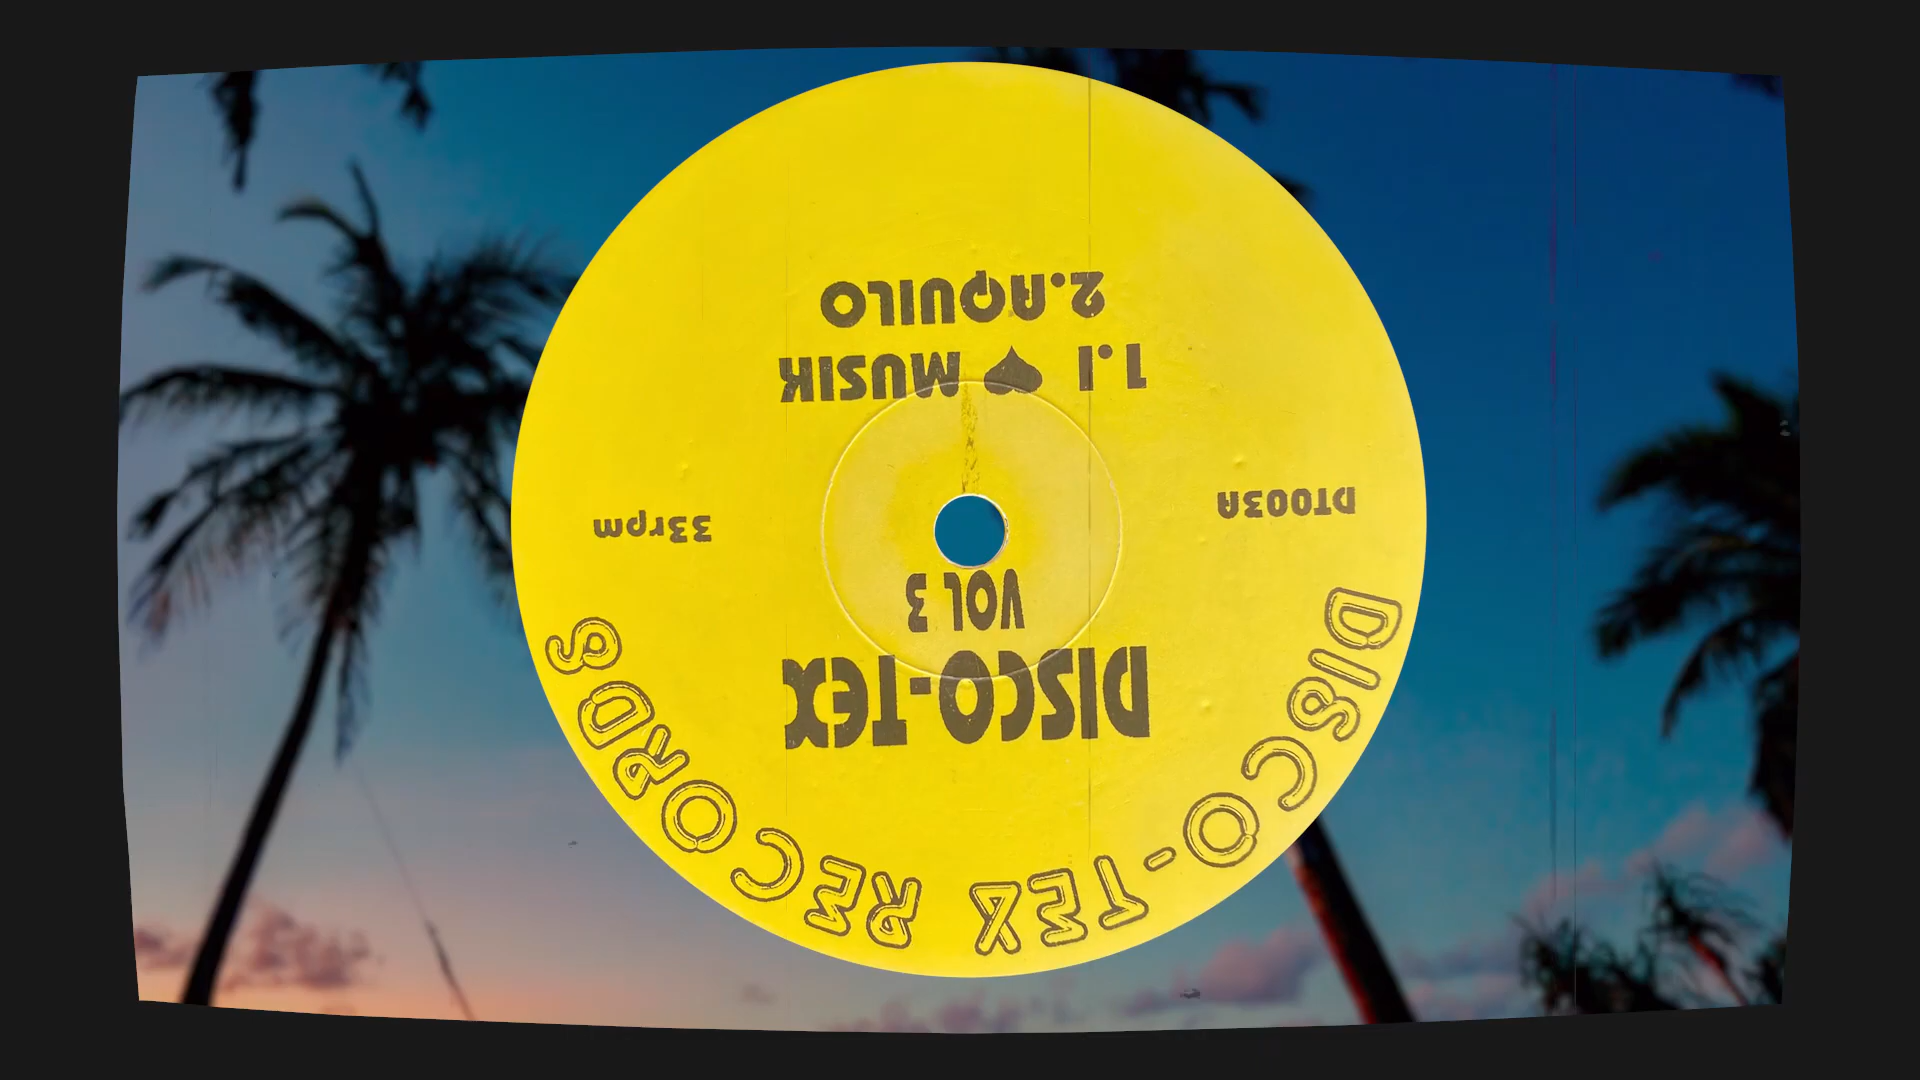 DISCO-TEX RECORDS
DISCO-TEX
VOL 3
DT003A
33rpm
1.I ♥ MUSIK
2.AQUILO